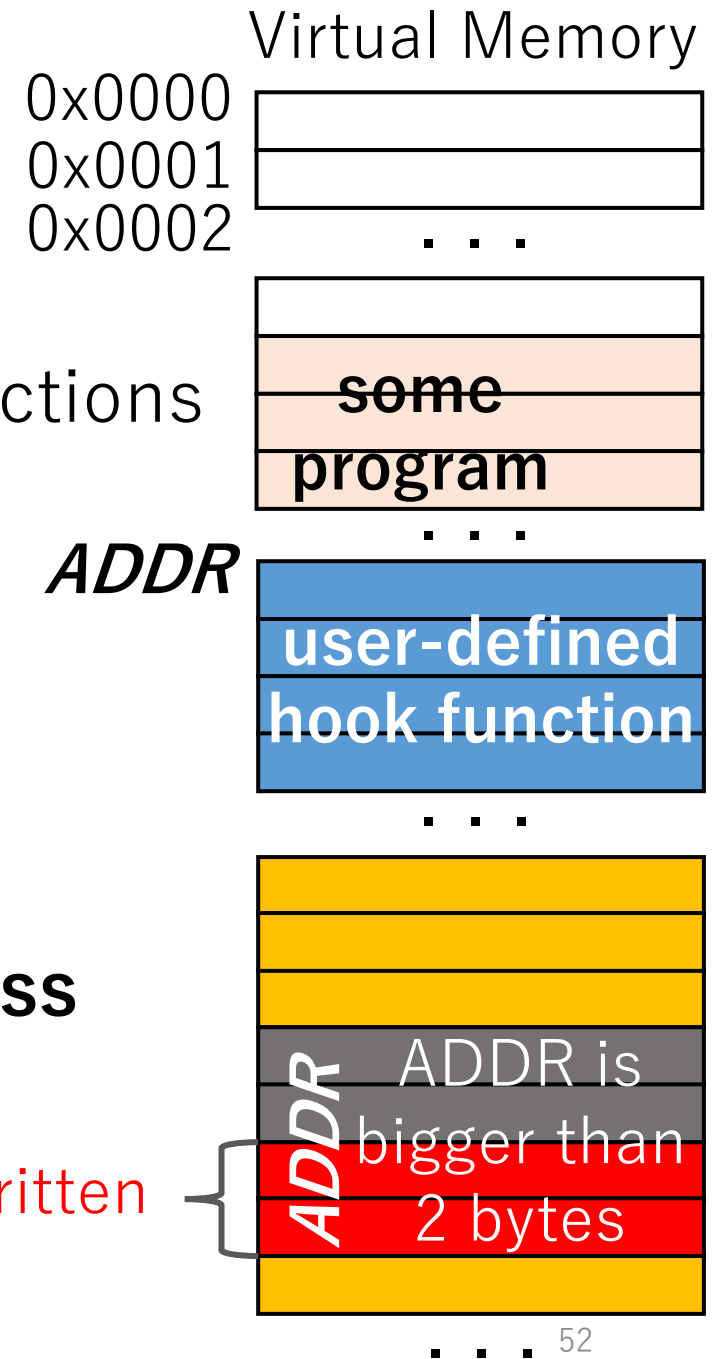 Virtual Memory
0x0000
0x0001
0x0002
. . .
ctions
some
program
. . .
ADDR
user-defined
hook function
. . .
ss
ADDR
ADDR is
bigger than
2 bytes
ritten
. . .
52